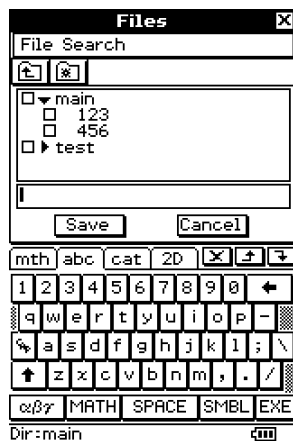 Files
File Search
main
123
456
test
Save Cancel
mth abc cat 2D
1 2 3 4 5 6 7 8 9 0
q w e r t y u i o p -
a s d f g h j k l ; \
z x c v b n m , . /
αβγ MATH SPACE SMBL EXE
Dir:main